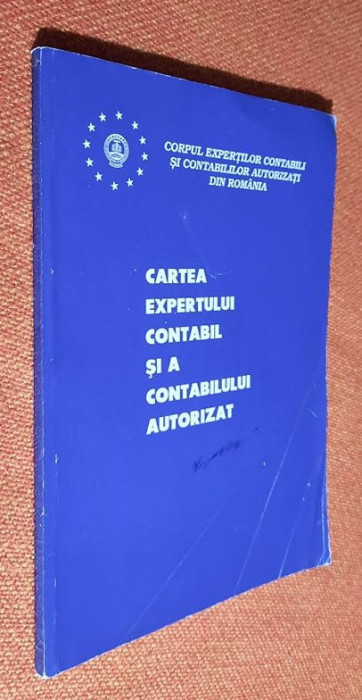 CORPUL EXPERȚILOR CONTABILI
ȘI CONTABILILOR AUTORIZAȚI
DIN ROMÂNIA
CARTEA
EXPERTULUI
CONTABIL
ȘI A
CONTABILULUI
AUTORIZAT